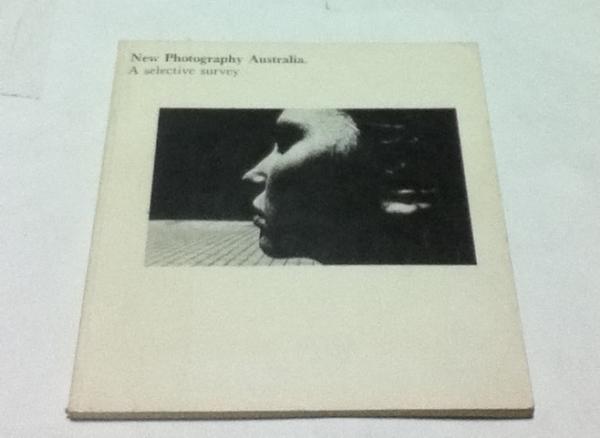 New Photography Australia.
A selective survey